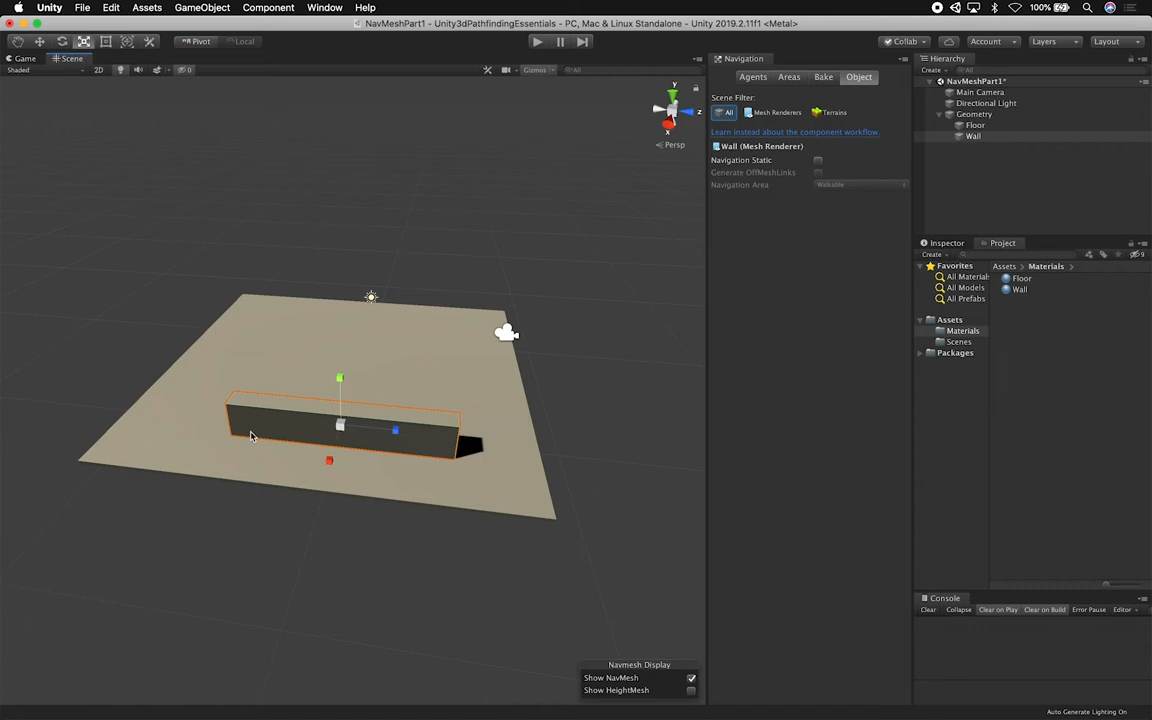 Unity File Edit Assets GameObject Component Window Help 100%
NavMeshPart1 - Unity3dPathfindingEssentials - PC, Mac & Linux Standalone - Unity 2019.2.11f1 <Metal>
Pivot Local Collab Account Layers Layout
Game Scene Navigation Hierarchy
Shaded 2D 0 Gizmos All Create All
Agents Areas Bake Object
Scene Filter:
All Mesh Renderers Terrains
Learn instead about the component workflow.
Wall (Mesh Renderer)
Navigation Static
Generate OffMeshLinks
Navigation Area Walkable
y
z
x
Persp
NavMeshPart1*
Main Camera
Directional Light
Geometry
Floor
Wall
Inspector Project
Create 9
Favorites
All Materials
All Models
All Prefabs
Assets
Materials
Scenes
Packages
Assets > Materials >
Floor
Wall
Navmesh Display
Show NavMesh
Show HeightMesh
Console
Clear Collapse Clear on Play Clear on Build Error Pause Editor
Auto Generate Lighting On